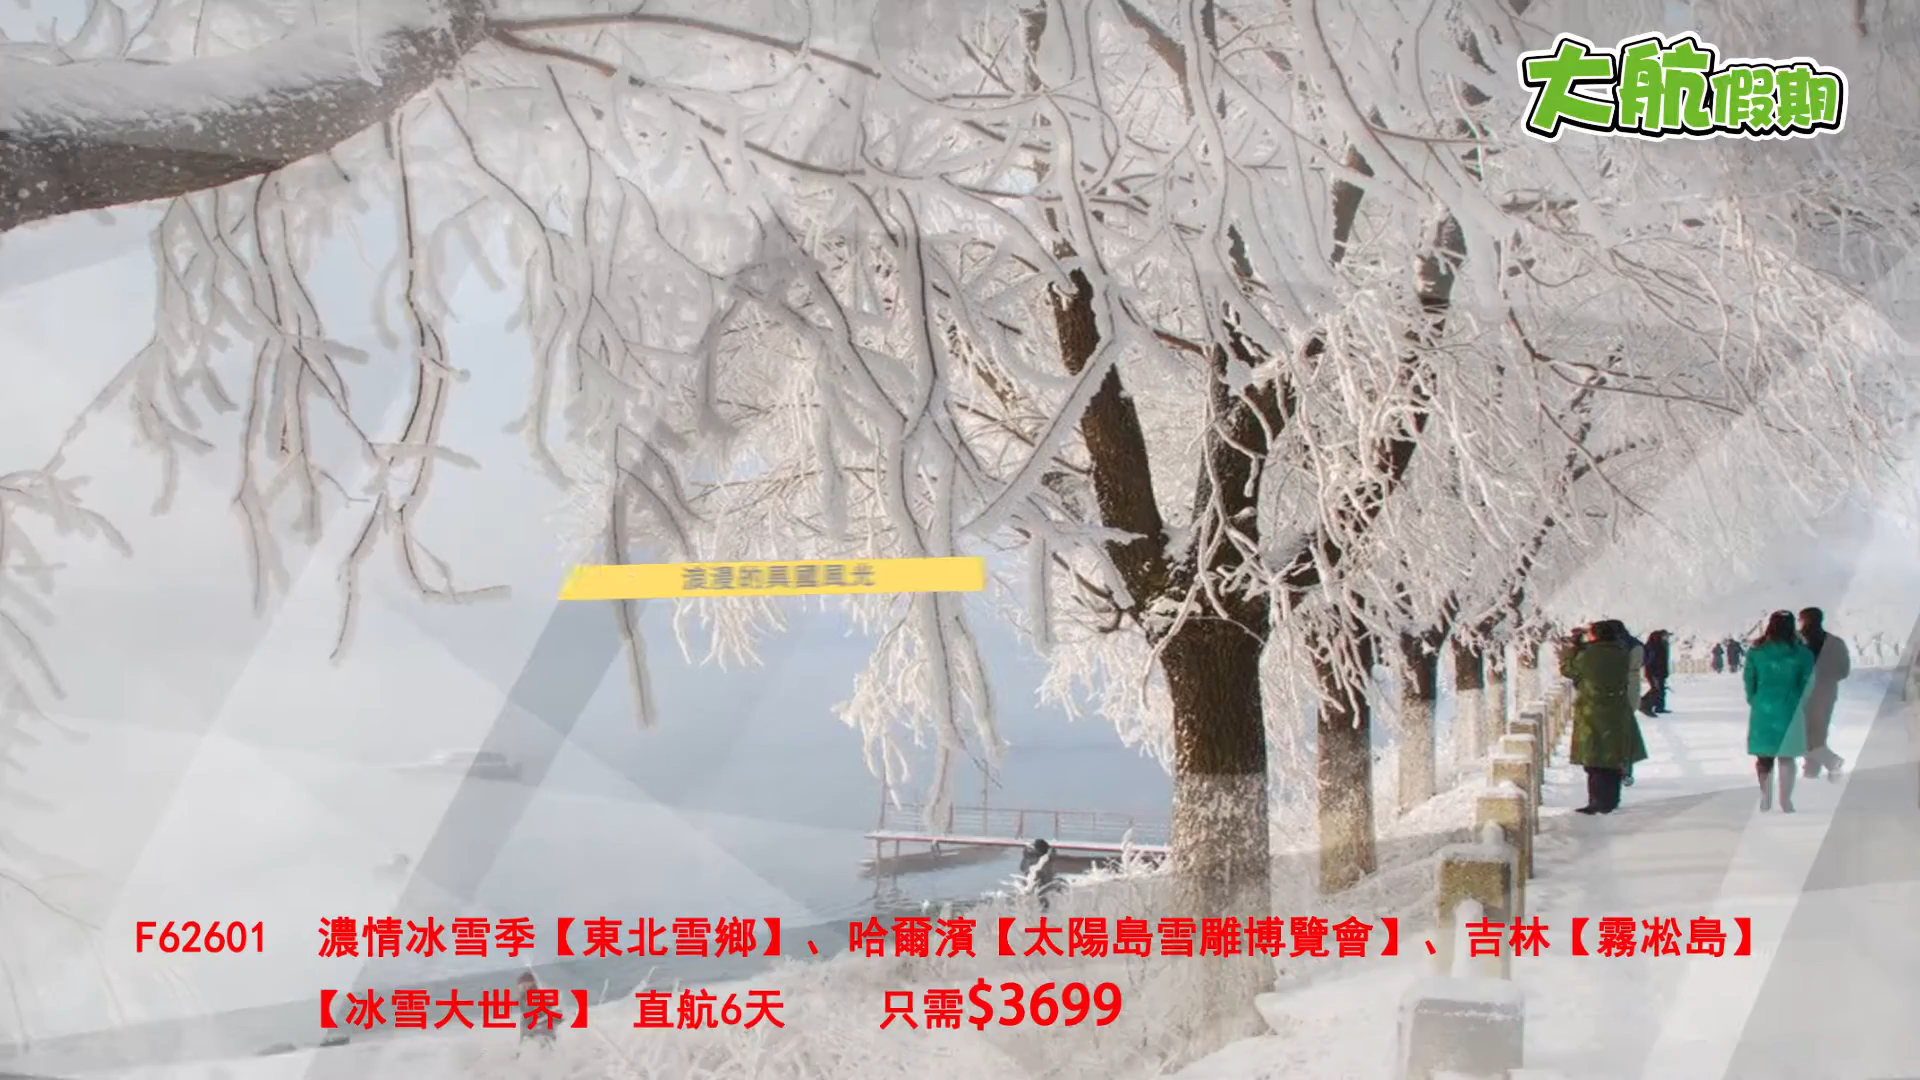 大航假期
浪漫的異國風光
F62601 濃情冰雪季【東北雪鄉】、哈爾濱【太陽島雪雕博覽會】、吉林【霧凇島】
【冰雪大世界】 直航6天 只需$3699